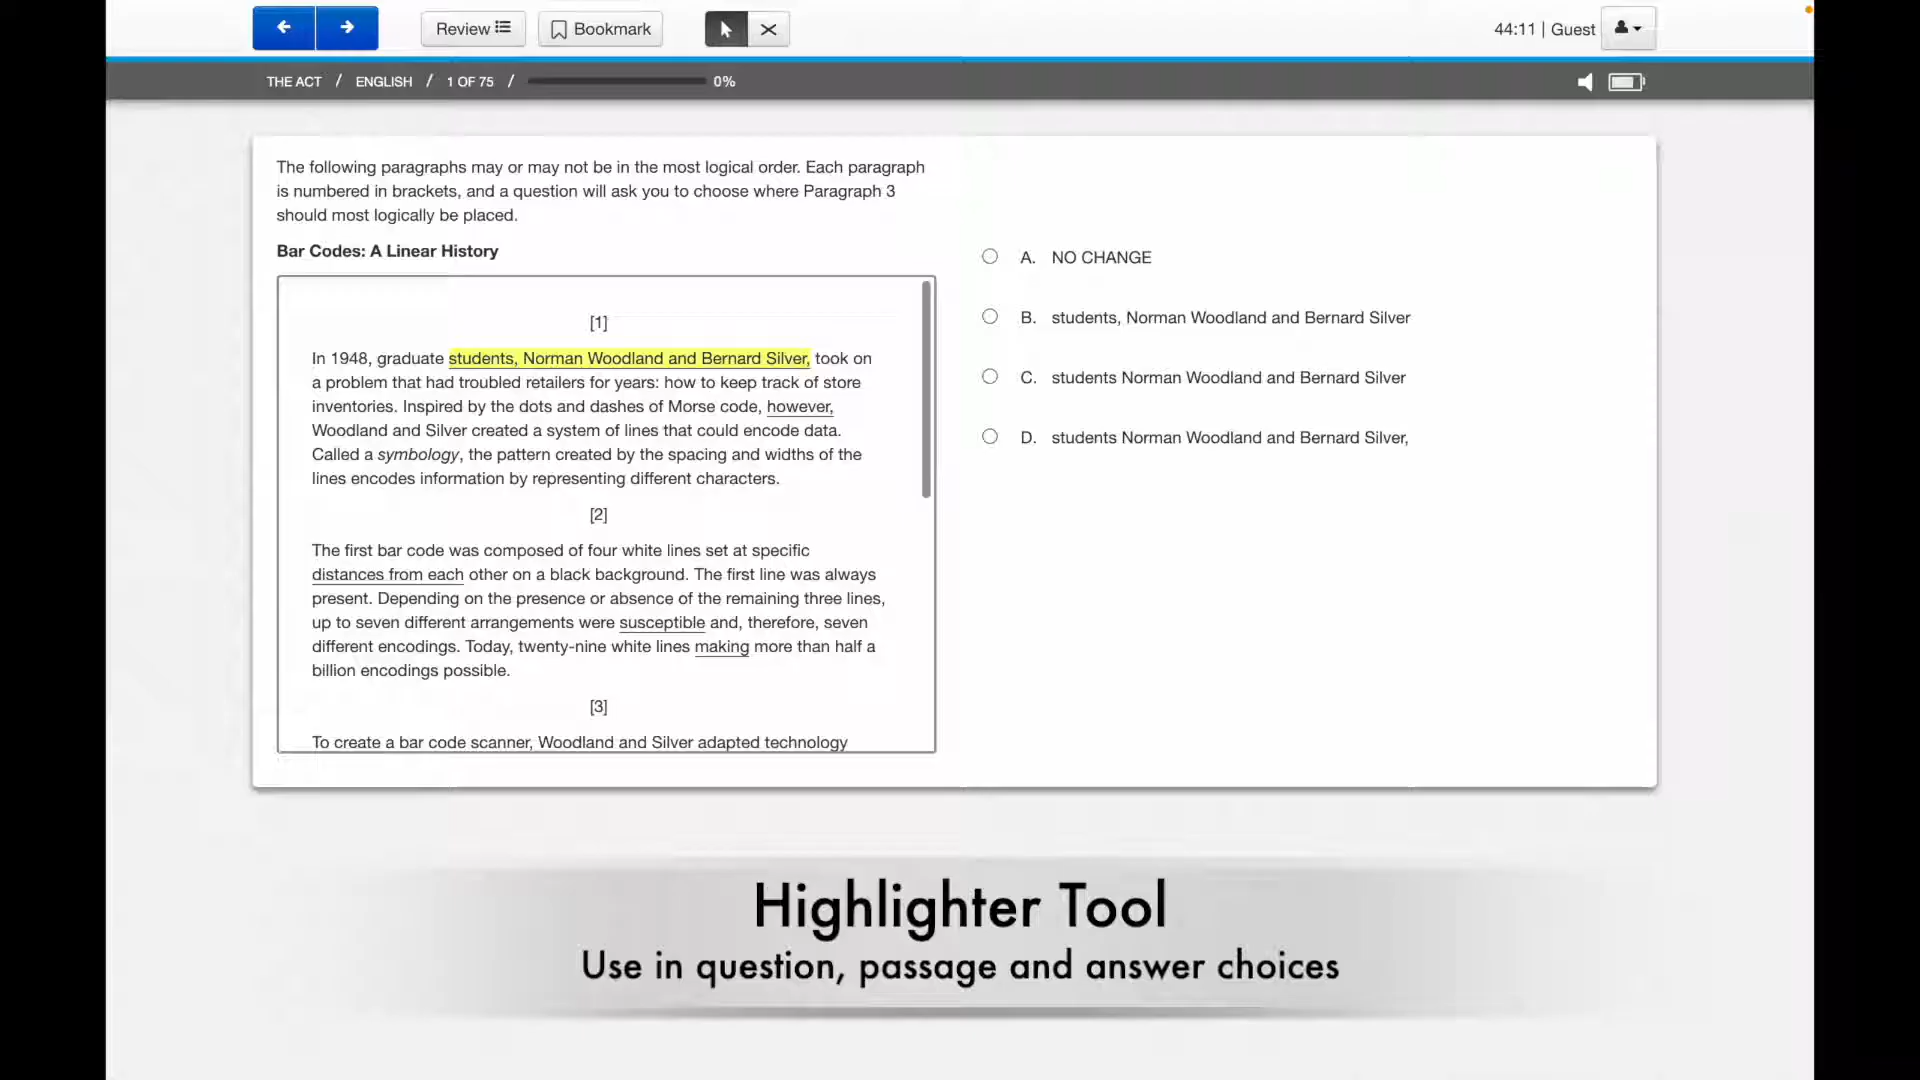 Review
Bookmark
44:11 | Guest
THE ACT / ENGLISH / 1 OF 75 / 0%
The following paragraphs may or may not be in the most logical order. Each paragraph
is numbered in brackets, and a question will ask you to choose where Paragraph 3
should most logically be placed.
Bar Codes: A Linear History
[1]
In 1948, graduate students, Norman Woodland and Bernard Silver, took on
a problem that had troubled retailers for years: how to keep track of store
inventories. Inspired by the dots and dashes of Morse code, however,
Woodland and Silver created a system of lines that could encode data.
Called a symbology, the pattern created by the spacing and widths of the
lines encodes information by representing different characters.
[2]
The first bar code was composed of four white lines set at specific
distances from each other on a black background. The first line was always
present. Depending on the presence or absence of the remaining three lines,
up to seven different arrangements were susceptible and, therefore, seven
different encodings. Today, twenty-nine white lines making more than half a
billion encodings possible.
[3]
To create a bar code scanner, Woodland and Silver adapted technology
A. NO CHANGE
B. students, Norman Woodland and Bernard Silver
C. students Norman Woodland and Bernard Silver
D. students Norman Woodland and Bernard Silver,
Highlighter Tool
Use in question, passage and answer choices